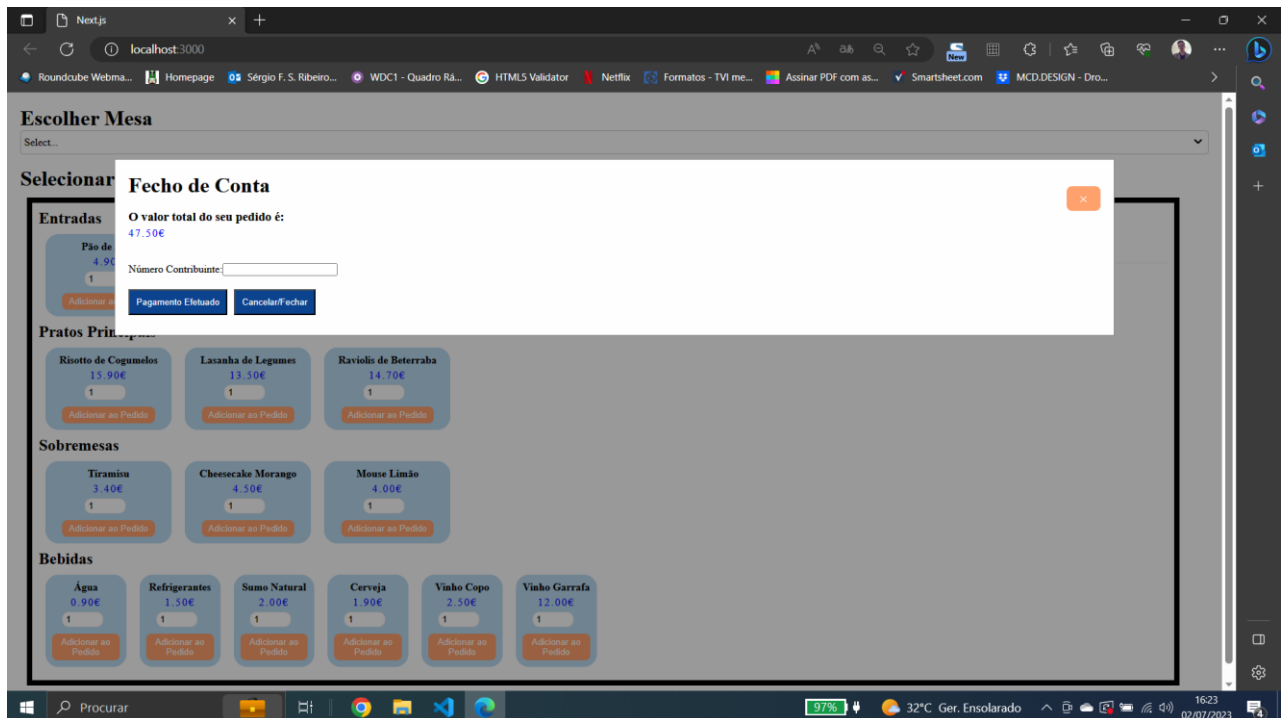 Next.js
localhost:3000
New
Roundcube Webma... Homepage Sérgio F. S. Ribeiro... WDC1 - Quadro Rá... HTML5 Validator Netflix Formatos - TVI me... Assinar PDF com as... Smartsheet.com MCD.DESIGN - Dro...
Escolher Mesa
Select...
Selecionar
Fecho de Conta
×
O valor total do seu pedido é:
47.50€
Número Contribuinte:
Pagamento Efetuado Cancelar/Fechar
Entradas
Pão de
4.90
1
Adicionar a
Pratos Principais
Risotto de Cogumelos Lasanha de Legumes Raviolis de Beterraba
15.90€ 13.50€ 14.70€
1 1 1
Adicionar ao Pedido Adicionar ao Pedido Adicionar ao Pedido
Sobremesas
Tiramisu Cheesecake Morango Mouse Limão
3.40€ 4.50€ 4.00€
1 1 1
Adicionar ao Pedido Adicionar ao Pedido Adicionar ao Pedido
Bebidas
Água Refrigerantes Sumo Natural Cerveja Vinho Copo Vinho Garrafa
0.90€ 1.50€ 2.00€ 1.90€ 2.50€ 12.00€
1 1 1 1 1 1
Adicionar ao Adicionar ao Adicionar ao Adicionar ao Adicionar ao Adicionar ao
Pedido Pedido Pedido Pedido Pedido Pedido
Procurar
97%
32°C Ger. Ensolarado
16:23
02/07/2023
4